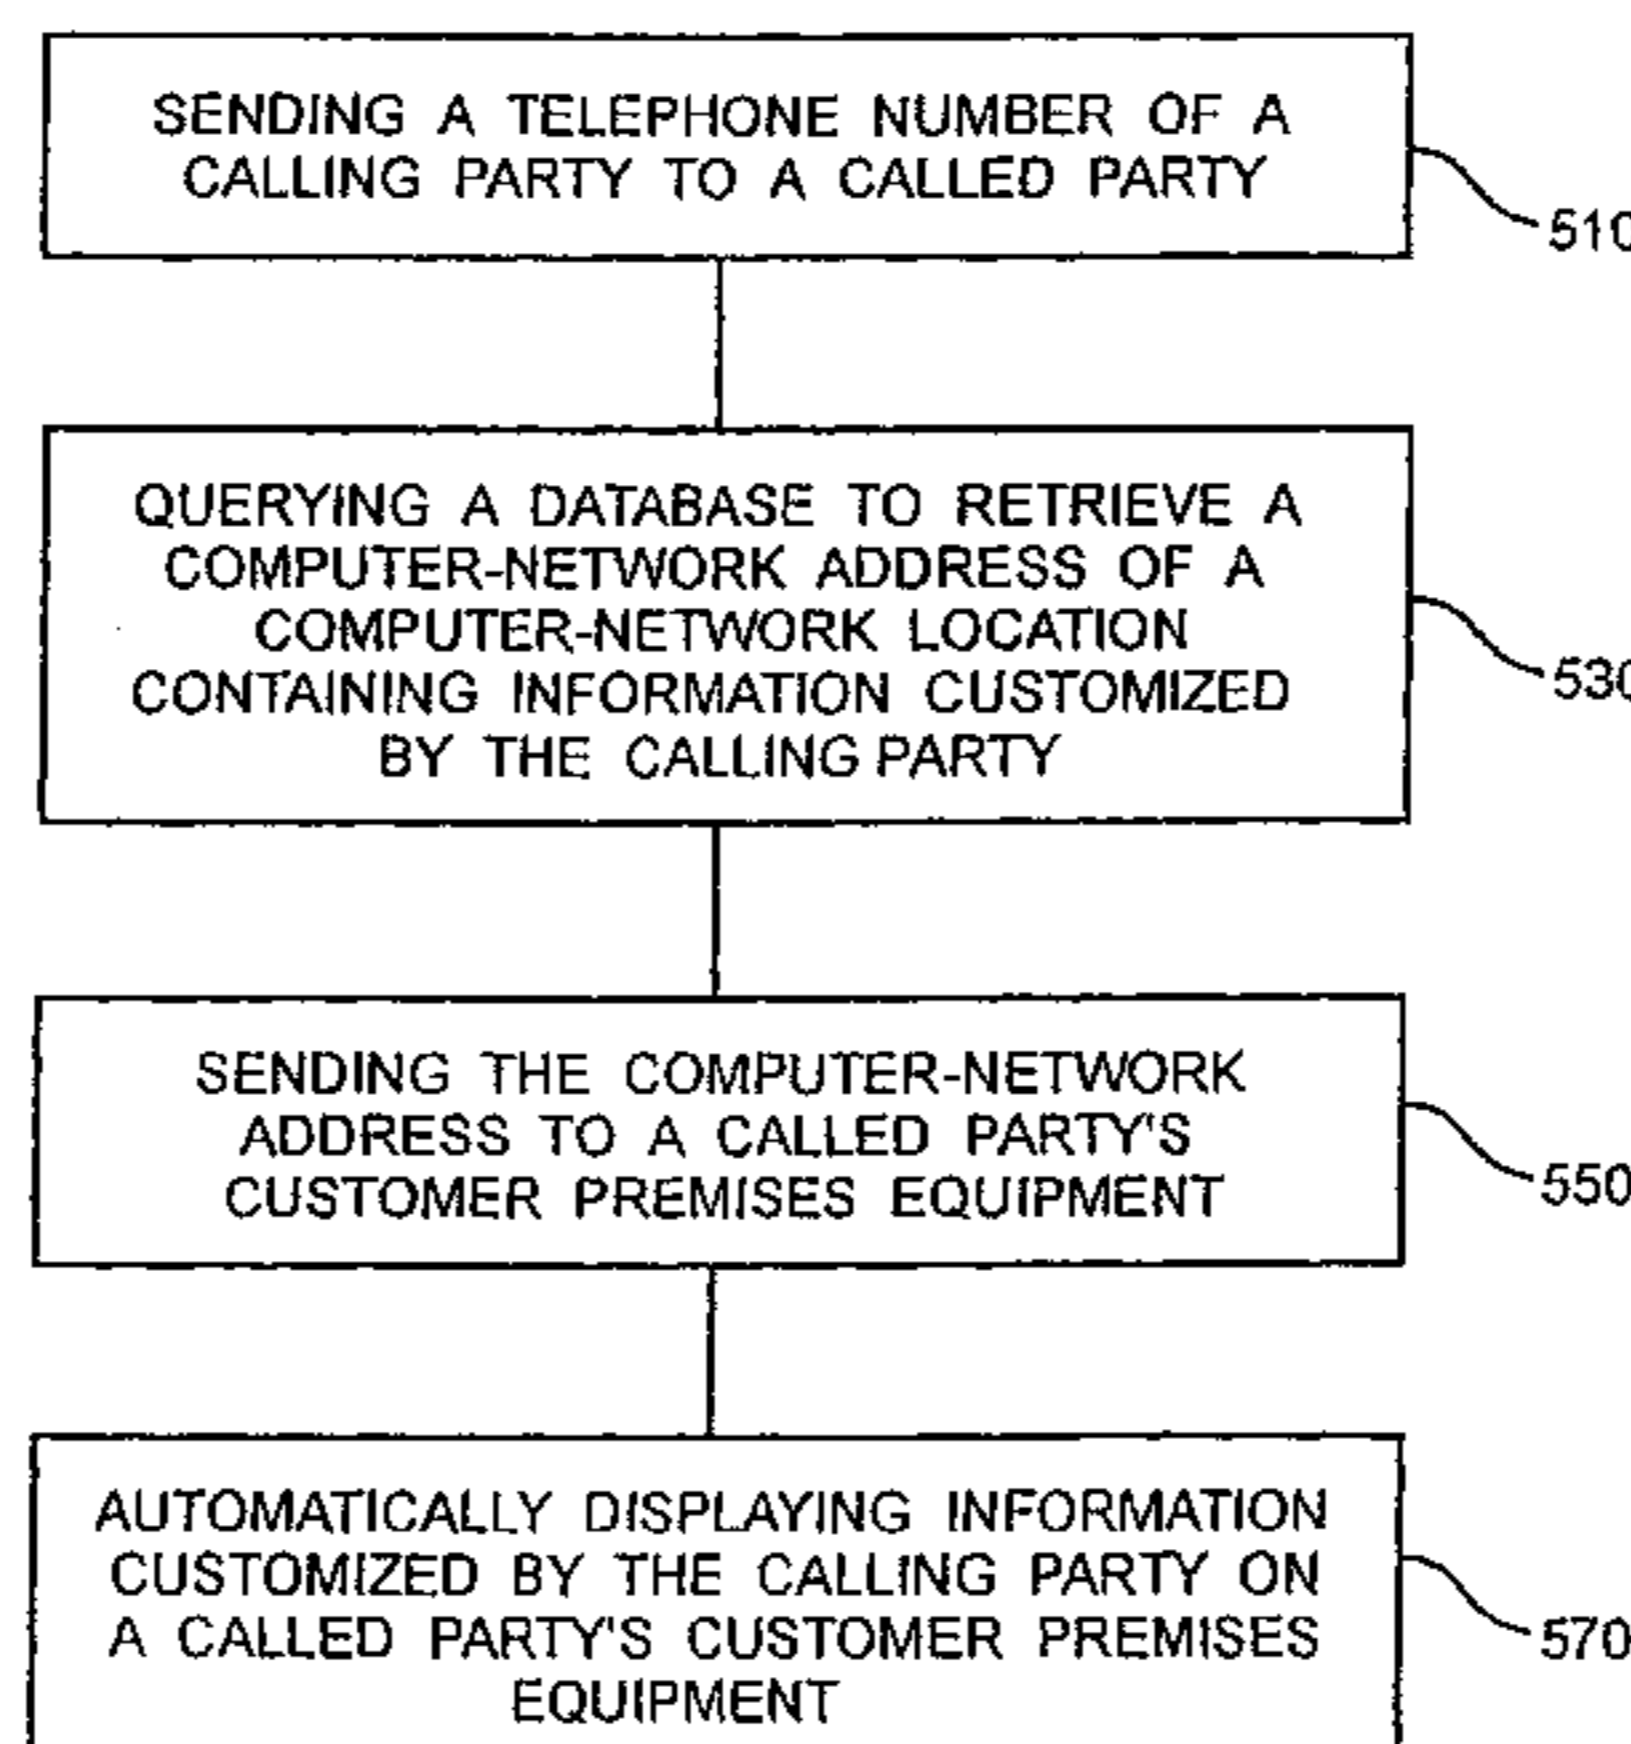 SENDING A TELEPHONE NUMBER OF A
CALLING PARTY TO A CALLED PARTY
510
QUERYING A DATABASE TO RETRIEVE A
COMPUTER-NETWORK ADDRESS OF A
COMPUTER-NETWORK LOCATION
CONTAINING INFORMATION CUSTOMIZED
BY THE CALLING PARTY
530
SENDING THE COMPUTER-NETWORK
ADDRESS TO A CALLED PARTY'S
CUSTOMER PREMISES EQUIPMENT
550
AUTOMATICALLY DISPLAYING INFORMATION
CUSTOMIZED BY THE CALLING PARTY ON
A CALLED PARTY'S CUSTOMER PREMISES
EQUIPMENT
570